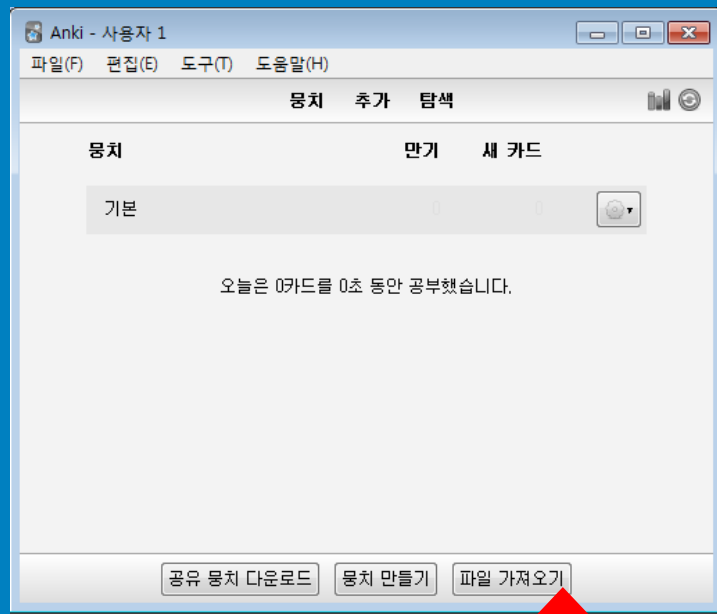 Anki - 사용자 1
파일(F) 편집(E) 도구(T) 도움말(H)
뭉치 추가 탐색
뭉치 만기 새 카드
기본 0 0
오늘은 0카드를 0초 동안 공부했습니다.
공유 뭉치 다운로드 뭉치 만들기 파일 가져오기